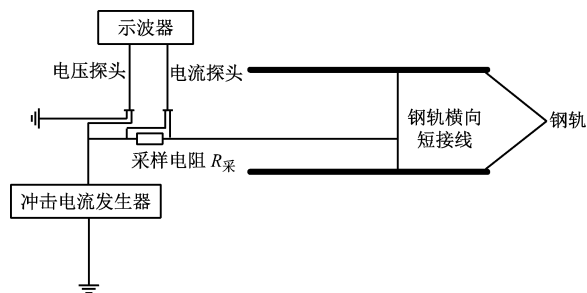 示波器
电压探头
电流探头
钢轨横向
短接线
钢轨
采样电阻 R采
冲击电流发生器